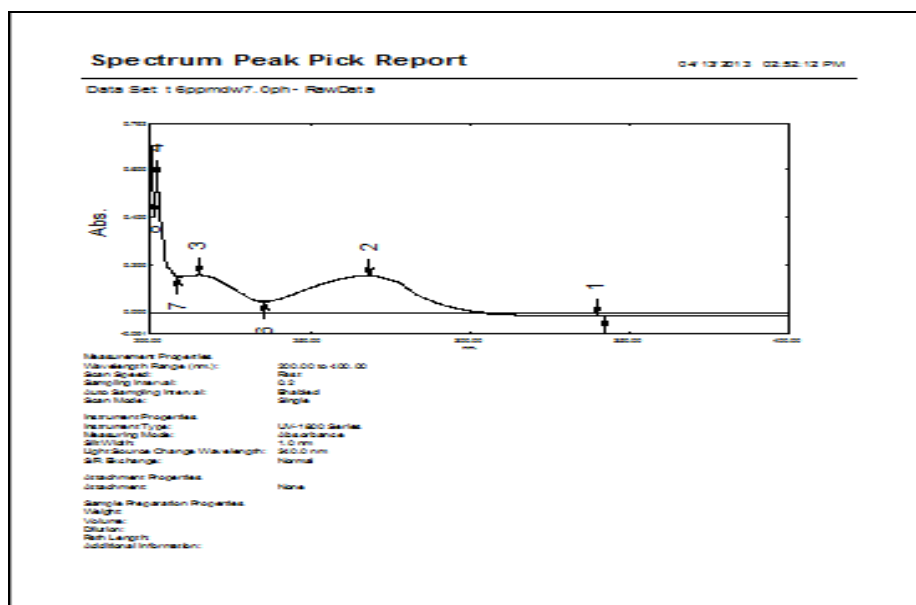 Spectrum Peak Pick Report
04/13/2013 02:52:12 PM
Data Set: 16ppmdw7.0ph - RawData
Abs.
4
3
2
1
7
Measurement Properties
Wavelength Range (nm.): 200.00 to 400.00
Scan Speed: Fast
Sampling Interval: 0.2
Auto Sampling Interval: Enabled
Scan Mode: Single
Instrument Properties
Instrument Type: UV-1800 Series
Measuring Mode: Absorbance
Slit Width: 1.0 nm
Light Source Change Wavelength: 340.0 nm
S/R Exchange: Normal
Attachment Properties
Attachment: None
Sample Preparation Properties
Weight:
Volume:
Dilution:
Path Length:
Additional Information: